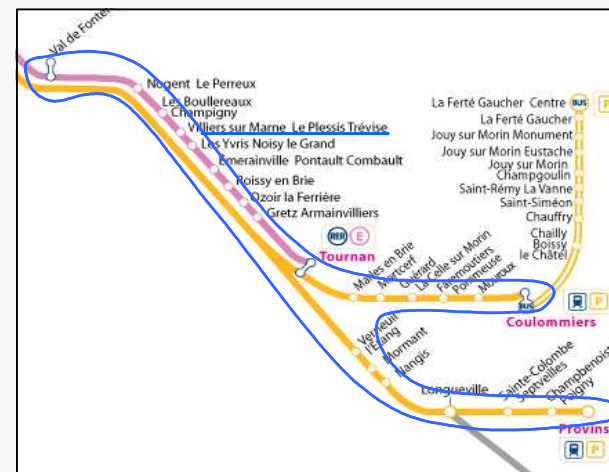 Val de Fonten
Nogent Le Perreux
Les Boullereaux
Champigny
Villiers sur Marne Le Plessis Trévise
Les Yvris Noisy le Grand
Emerainville Pontault Combault
Roissy en Brie
Ozoir la Ferrière
Gretz Armainvilliers
RER E
Tournan
Marles en Brie
Mortcerf
Guérard
La Celle sur Morin
Faremoutiers
Pommeuse
Mouroux
BUS
Coulommiers
P
La Ferté Gaucher Centre
BUS
P
La Ferté Gaucher
Jouy sur Morin Monument
Jouy sur Morin Eustache
Jouy sur Morin
Champgoulin
Saint-Rémy La Vanne
Saint-Siméon
Chauffry
Chailly
Boissy
le Châtel
Verneuil
l'Etang
Mormant
Nangis
Longueville
Sainte-Colombe
Septveilles
Champbenoist
Poigny
Provins
P